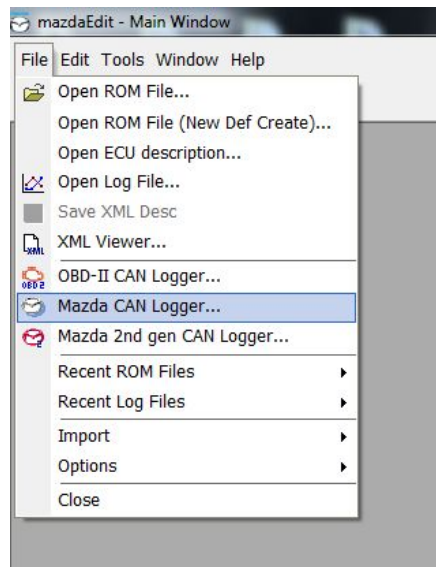 mazdaEdit - Main Window
File Edit Tools Window Help
Open ROM File...
Open ROM File (New Def Create)...
Open ECU description...
Open Log File...
Save XML Desc
XML Viewer...
OBD-II CAN Logger...
Mazda CAN Logger...
Mazda 2nd gen CAN Logger...
Recent ROM Files
Recent Log Files
Import
Options
Close